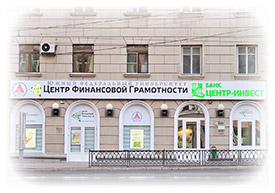 ЮЖНЫЙ ФЕДЕРАЛЬНЫЙ УНИВЕРСИТЕТ
ЦЕНТР ФИНАНСОВОЙ ГРАМОТНОСТИ
БАНК
ЦЕНТР-ИНВЕСТ